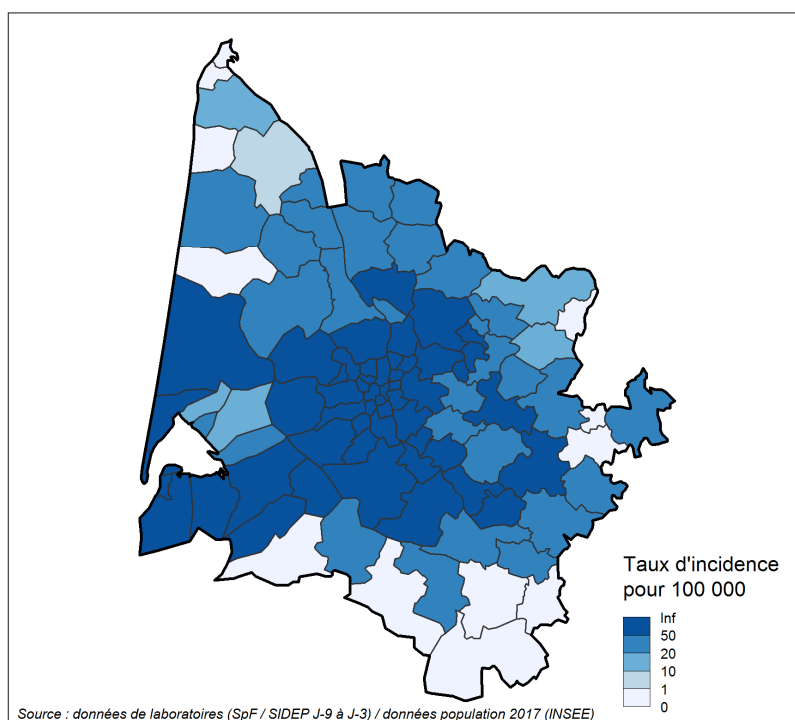 Taux d'incidence
pour 100 000
Inf
50
20
10
1
0
Source : données de laboratoires (SpF / SIDEP J-9 à J-3) / données population 2017 (INSEE)